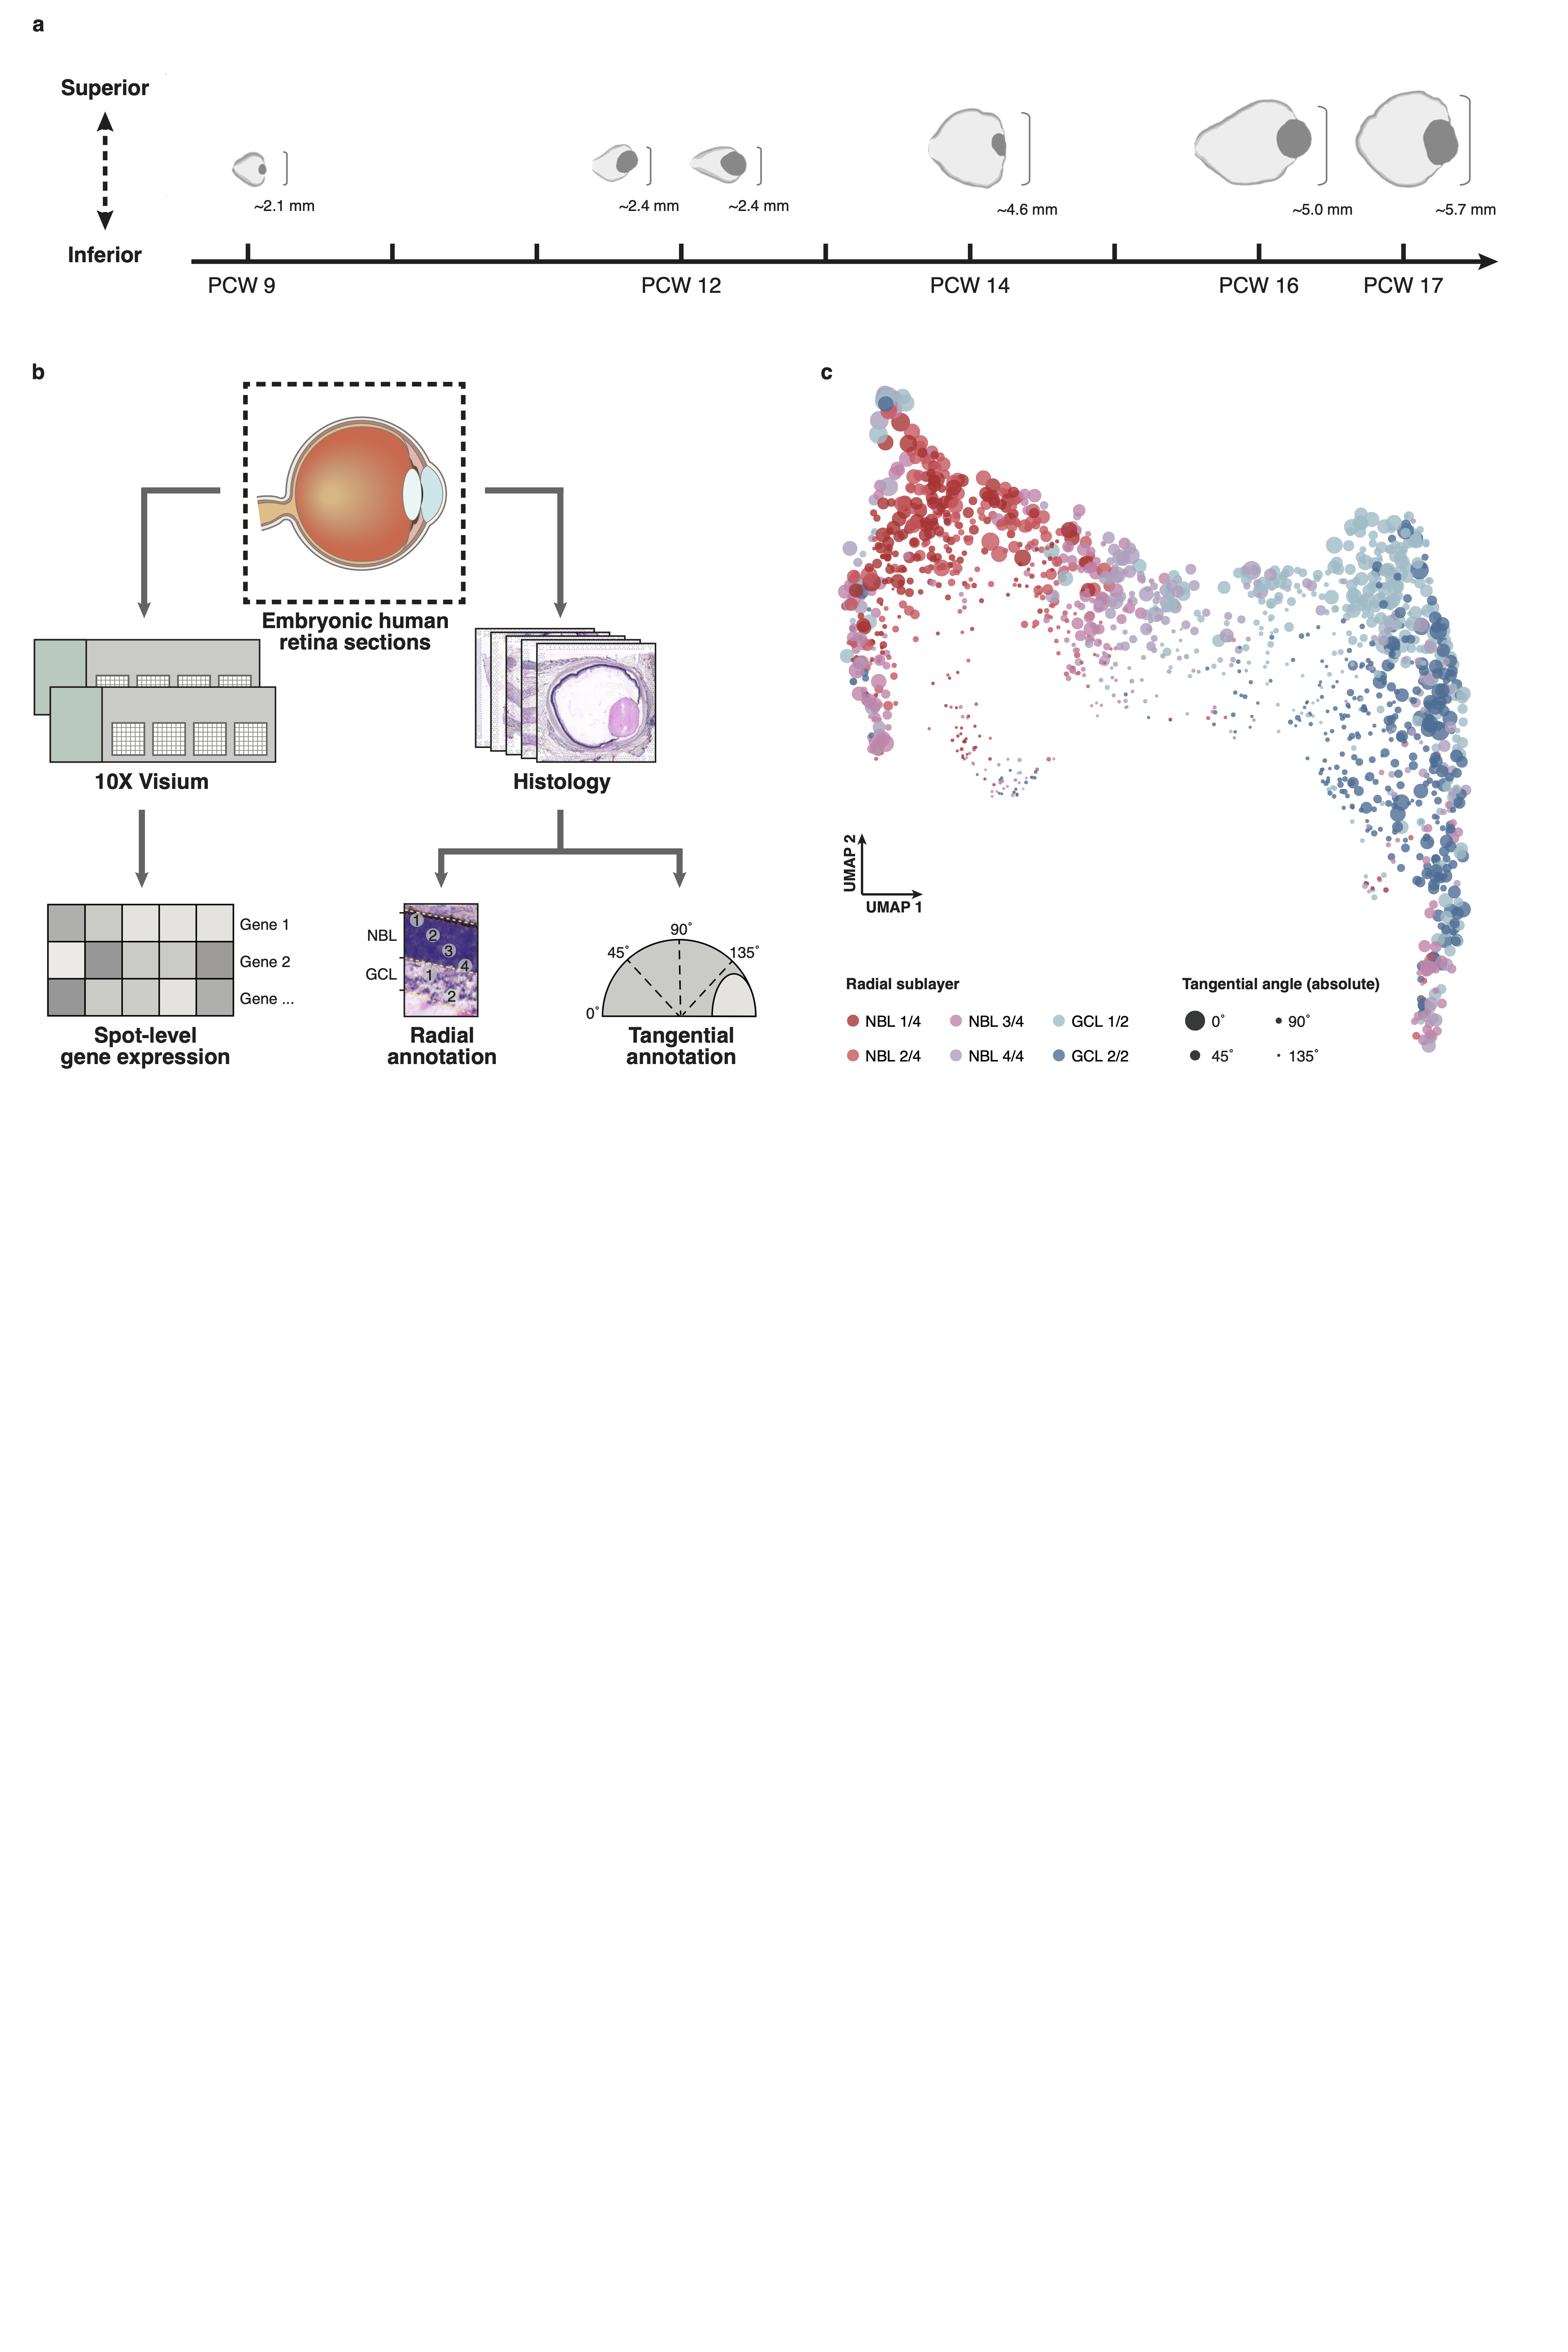 a
Superior
Inferior
~2.1 mm
~2.4 mm
~2.4 mm
~4.6 mm
~5.0 mm
~5.7 mm
PCW 9
PCW 12
PCW 14
PCW 16
PCW 17
b
Embryonic human
retina sections
10X Visium
Histology
Gene 1
Gene 2
Gene ...
Spot-level
gene expression
NBL
GCL
1
2
3
4
1
2
Radial
annotation
0°
45°
90°
135°
Tangential
annotation
c
UMAP 2
UMAP 1
Radial sublayer
NBL 1/4
NBL 3/4
GCL 1/2
NBL 2/4
NBL 4/4
GCL 2/2
Tangential angle (absolute)
0°
90°
45°
135°